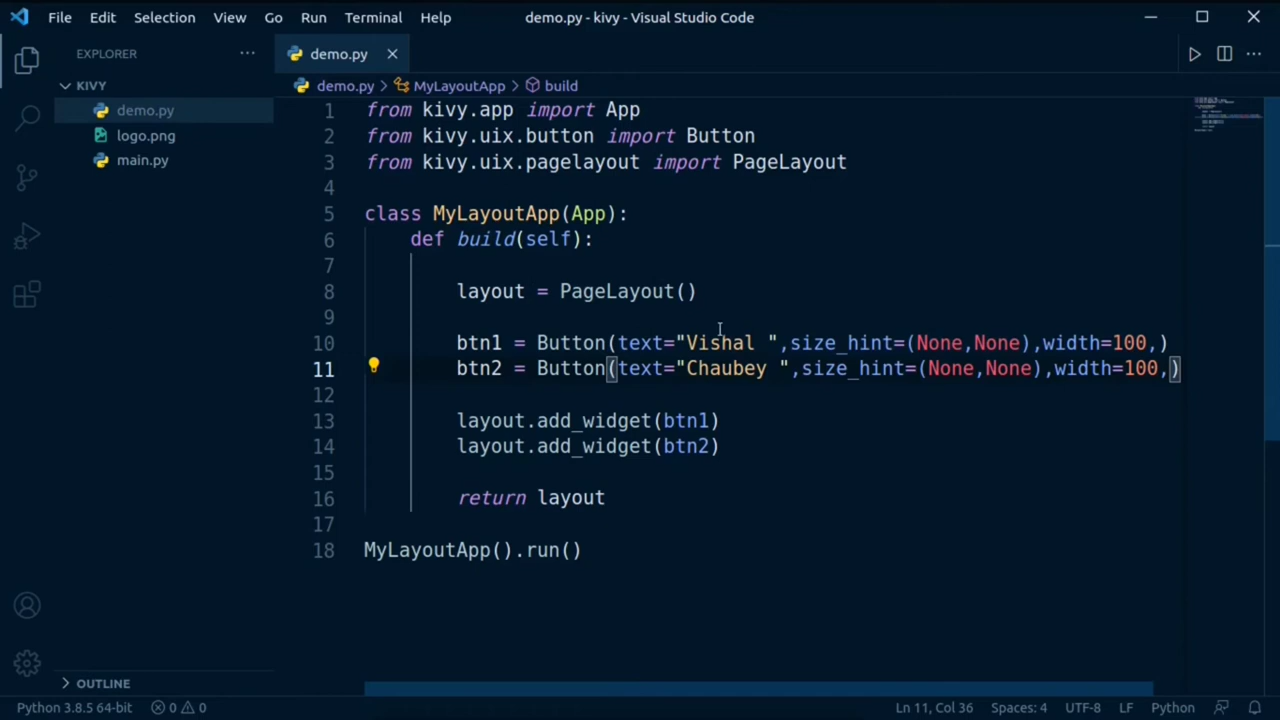 File Edit Selection View Go Run Terminal Help demo.py - kivy - Visual Studio Code
EXPLORER ··· demo.py
KIVY
demo.py > MyLayoutApp > build
demo.py
logo.png
main.py
1 from kivy.app import App
2 from kivy.uix.button import Button
3 from kivy.uix.pagelayout import PageLayout
4
5 class MyLayoutApp(App):
6 def build(self):
7
8 layout = PageLayout()
9
10 btn1 = Button(text="Vishal ",size_hint=(None,None),width=100,)
11 btn2 = Button(text="Chaubey ",size_hint=(None,None),width=100,)
12
13 layout.add_widget(btn1)
14 layout.add_widget(btn2)
15
16 return layout
17
18 MyLayoutApp().run()
OUTLINE
Python 3.8.5 64-bit 0 0 Ln 11, Col 36 Spaces: 4 UTF-8 LF Python